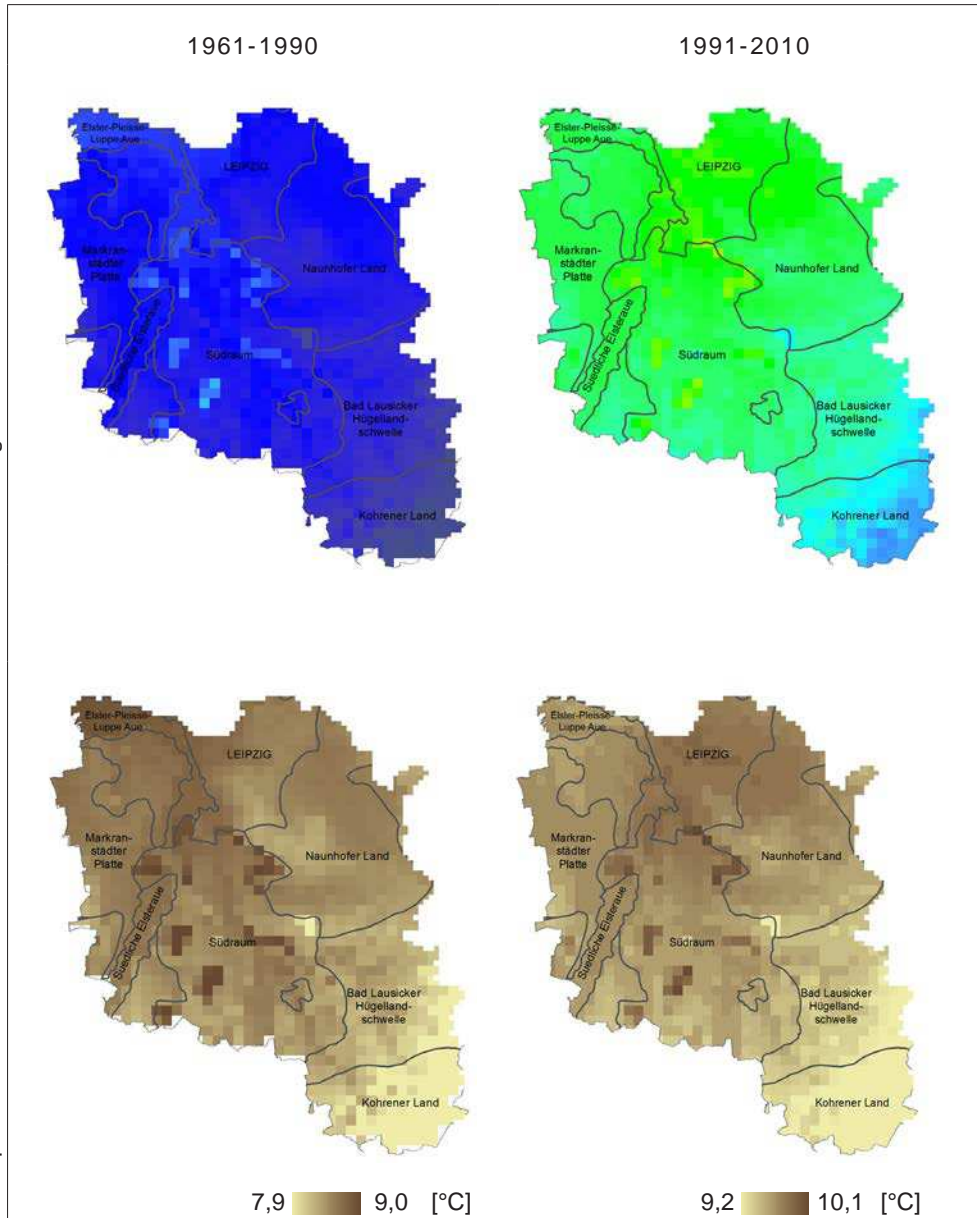 1961-1990
1991-2010
Elster-Pleisse-
Luppe Aue
LEIPZIG
Markran-
städter
Platte
Naunhofer Land
Suedliche Elsteraue
Südraum
Bad Lausicker
Hügelland-
schwelle
Kohrener Land
Elster-Pleisse-
Luppe Aue
LEIPZIG
Markran-
städter
Platte
Naunhofer Land
Suedliche Elsteraue
Südraum
Bad Lausicker
Hügelland-
schwelle
Kohrener Land
Elster-Pleisse-
Luppe Aue
LEIPZIG
Markran-
städter
Platte
Naunhofer Land
Suedliche Elsteraue
Südraum
Bad Lausicker
Hügelland-
schwelle
Kohrener Land
Elster-Pleisse-
Luppe Aue
LEIPZIG
Markran-
städter
Platte
Naunhofer Land
Suedliche Elsteraue
Südraum
Bad Lausicker
Hügelland-
schwelle
Kohrener Land
7,9 9,0 [°C]
9,2 10,1 [°C]